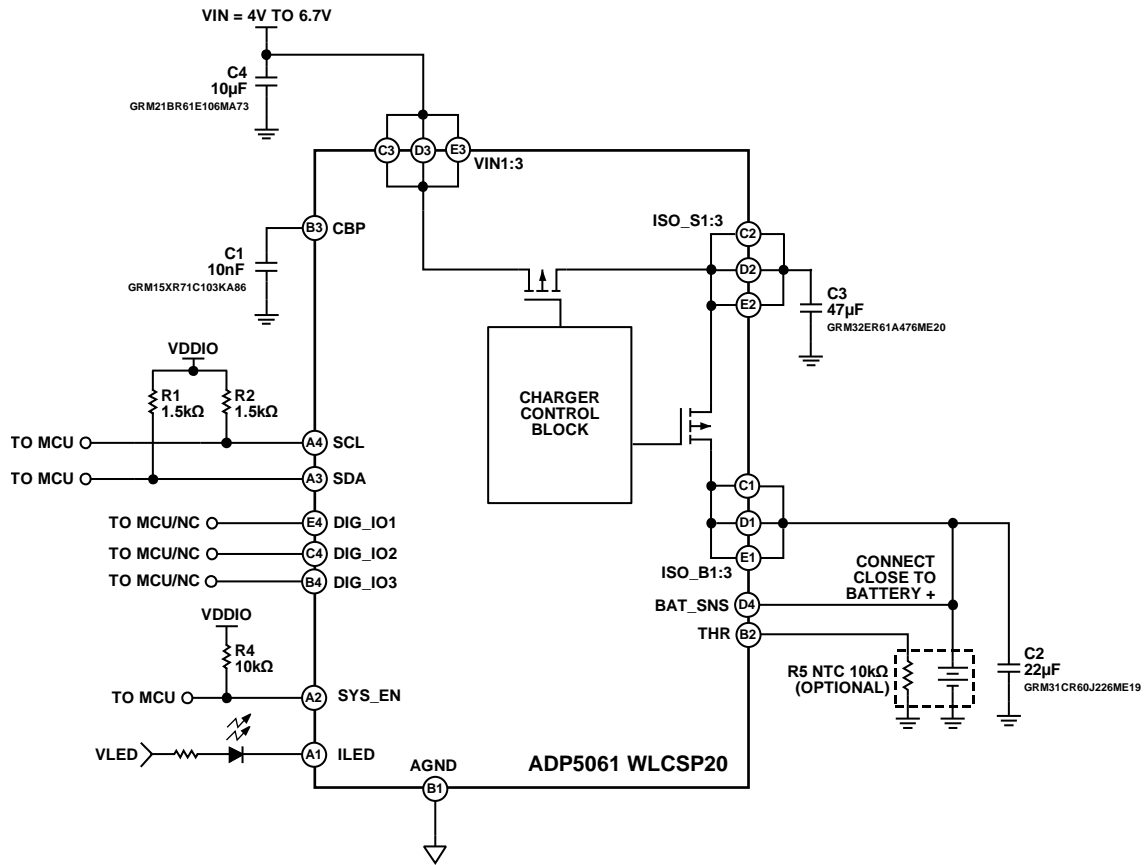 VIN = 4V TO 6.7V
C4
10µF
GRM21BR61E106MA73
C3
D3
E3
VIN1:3
B3
CBP
C1
10nF
GRM15XR71C103KA86
ISO_S1:3
C2
D2
E2
C3
47µF
GRM32ER61A476ME20
VDDIO
R1
1.5kΩ
R2
1.5kΩ
CHARGER
CONTROL
BLOCK
TO MCU
A4
SCL
TO MCU
A3
SDA
TO MCU/NC
E4
DIG_IO1
TO MCU/NC
C4
DIG_IO2
TO MCU/NC
B4
DIG_IO3
C1
D1
E1
ISO_B1:3
CONNECT
CLOSE TO
BATTERY +
BAT_SNS
D4
THR
B2
R5 NTC 10kΩ
(OPTIONAL)
C2
22µF
GRM31CR60J226ME19
VDDIO
R4
10kΩ
TO MCU
A2
SYS_EN
VLED
A1
ILED
AGND
B1
ADP5061 WLCSP20